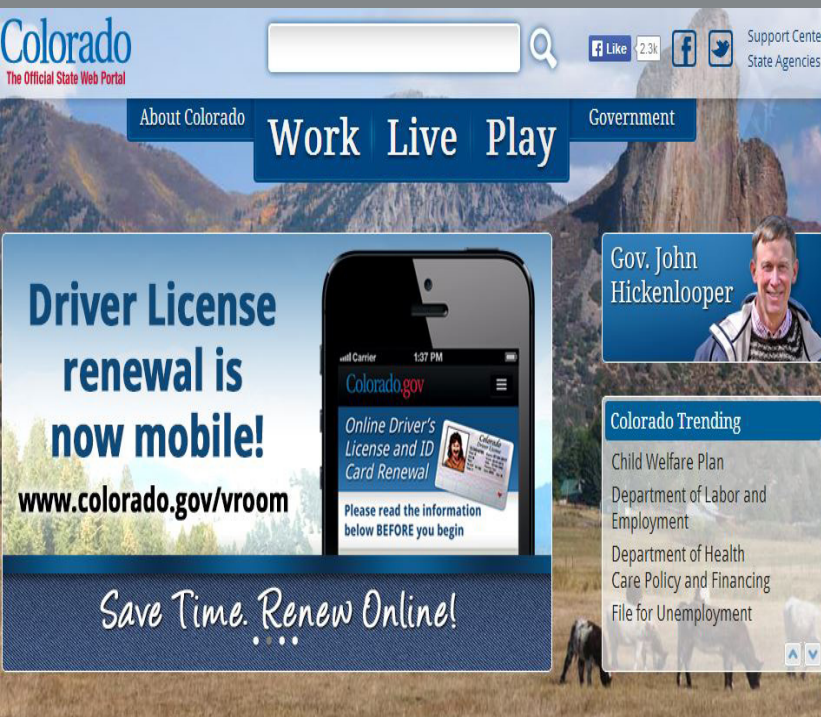 Colorado
The Official State Web Portal
Like
2.3k
Support Cente
State Agencies
About Colorado
Work
Live
Play
Government
Driver License
renewal is
now mobile!
www.colorado.gov/vroom
Carrier
1:37 PM
Colorado.gov
Online Driver's
License and ID
Card Renewal
Colorado
Please read the information
below BEFORE you begin
Save Time. Renew Online!
Gov. John
Hickenlooper
Colorado Trending
Child Welfare Plan
Department of Labor and
Employment
Department of Health
Care Policy and Financing
File for Unemployment